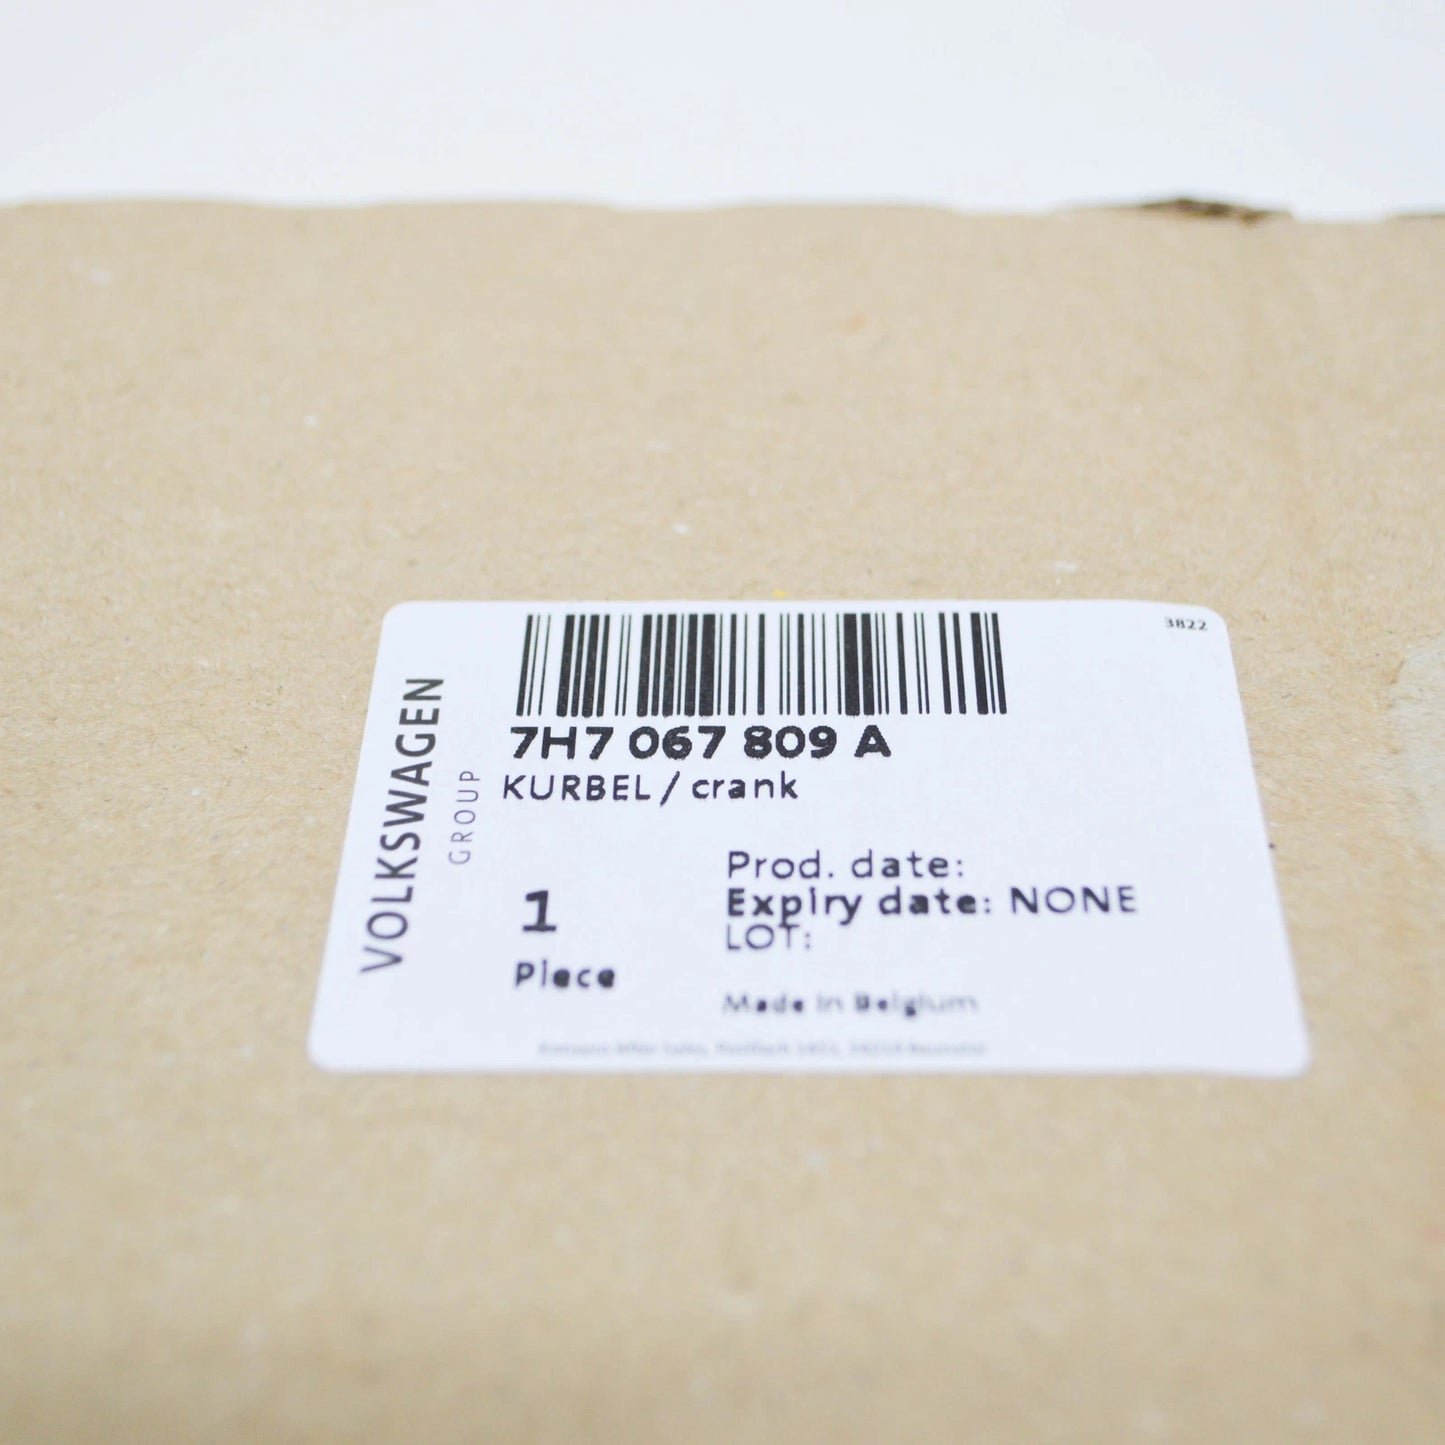 3822
VOLKSWAGEN
GROUP
7H7 067 809 A
KURBEL / crank
1
Piece
Prod. date:
Expiry date: NONE
LOT:
Made in Belgium